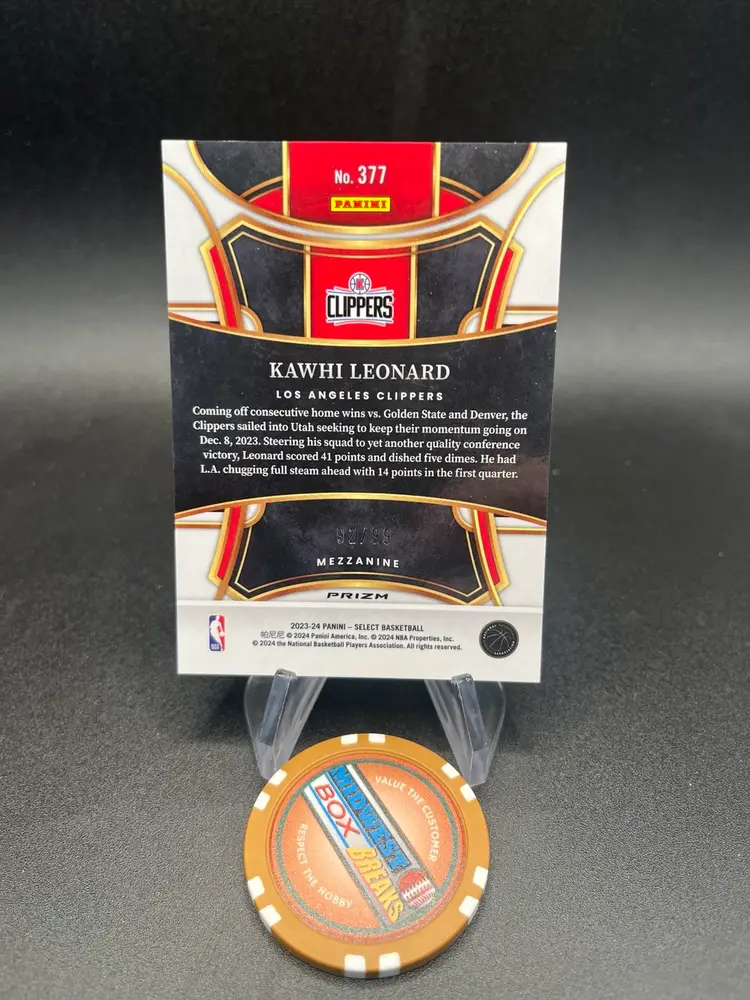 No. 377
PANINI
CLIPPERS
KAWHI LEONARD
LOS ANGELES CLIPPERS
Coming off consecutive home wins vs. Golden State and Denver, the
Clippers sailed into Utah seeking to keep their momentum going on
Dec. 8, 2023. Steering his squad to yet another quality conference
victory, Leonard scored 41 points and dished five dimes. He had
L.A. chugging full steam ahead with 14 points in the first quarter.
92/99
MEZZANINE
PRIZM
2023-24 PANINI – SELECT BASKETBALL
帕尼尼 © 2024 Panini America, Inc. © 2024 NBA Properties, Inc.
© 2024 the National Basketball Players Association. All rights reserved.
VALUE THE CUSTOMER
MIDWEST
BOX
BREAKS
RESPECT THE HOBBY